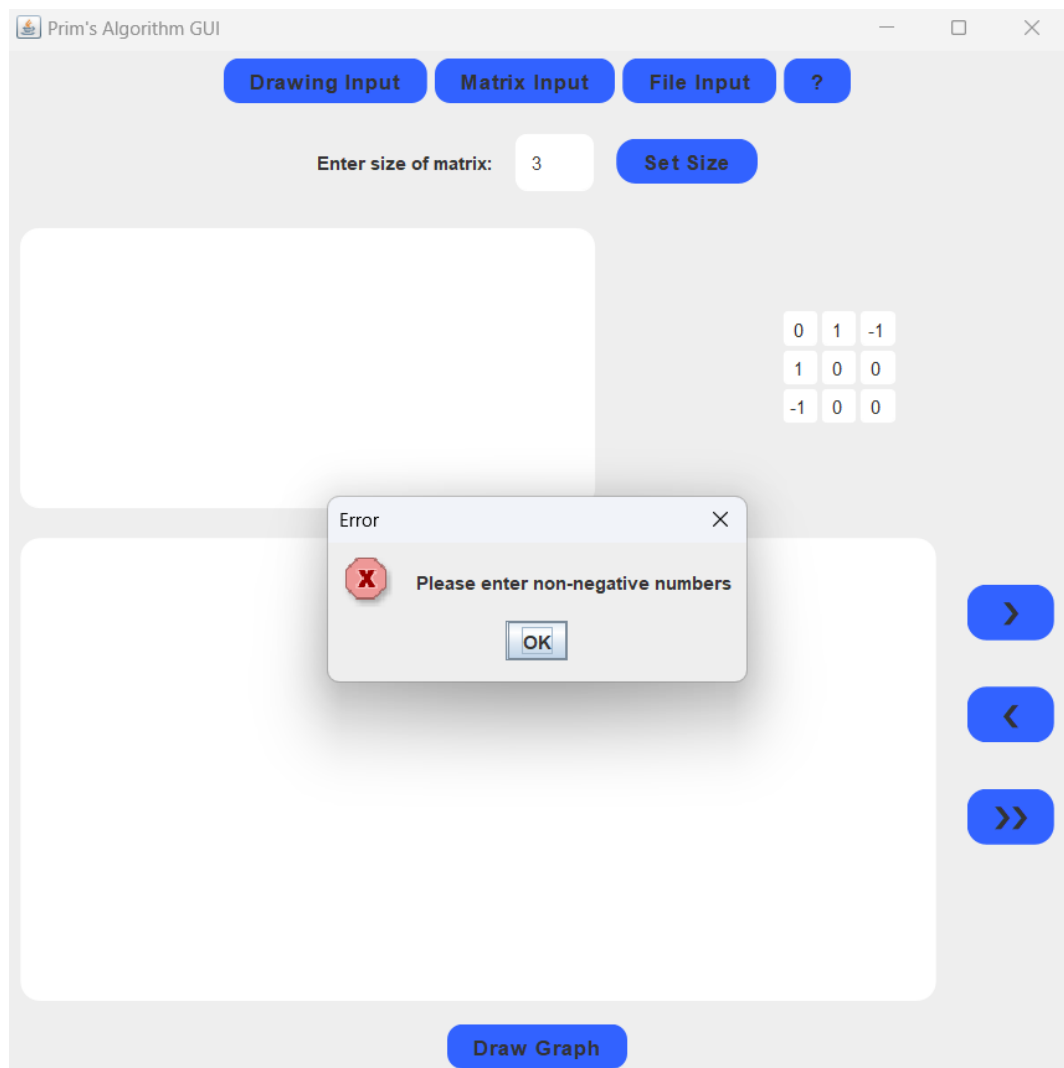 Prim's Algorithm GUI
Drawing Input Matrix Input File Input ?
Enter size of matrix: 3 Set Size
0 1 -1
1 0 0
-1 0 0
Error
Please enter non-negative numbers
OK
Draw Graph